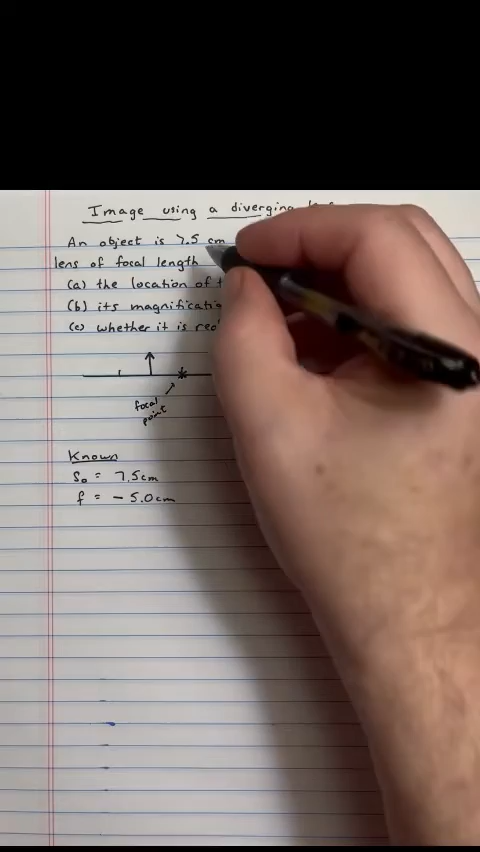 Image using a diverging
An object is 7.5 cm
lens of focal length
(a) the location of
(b) its
(c) whether it is
focal
point
Known
So = 7.5cm
f = - 5.0cm